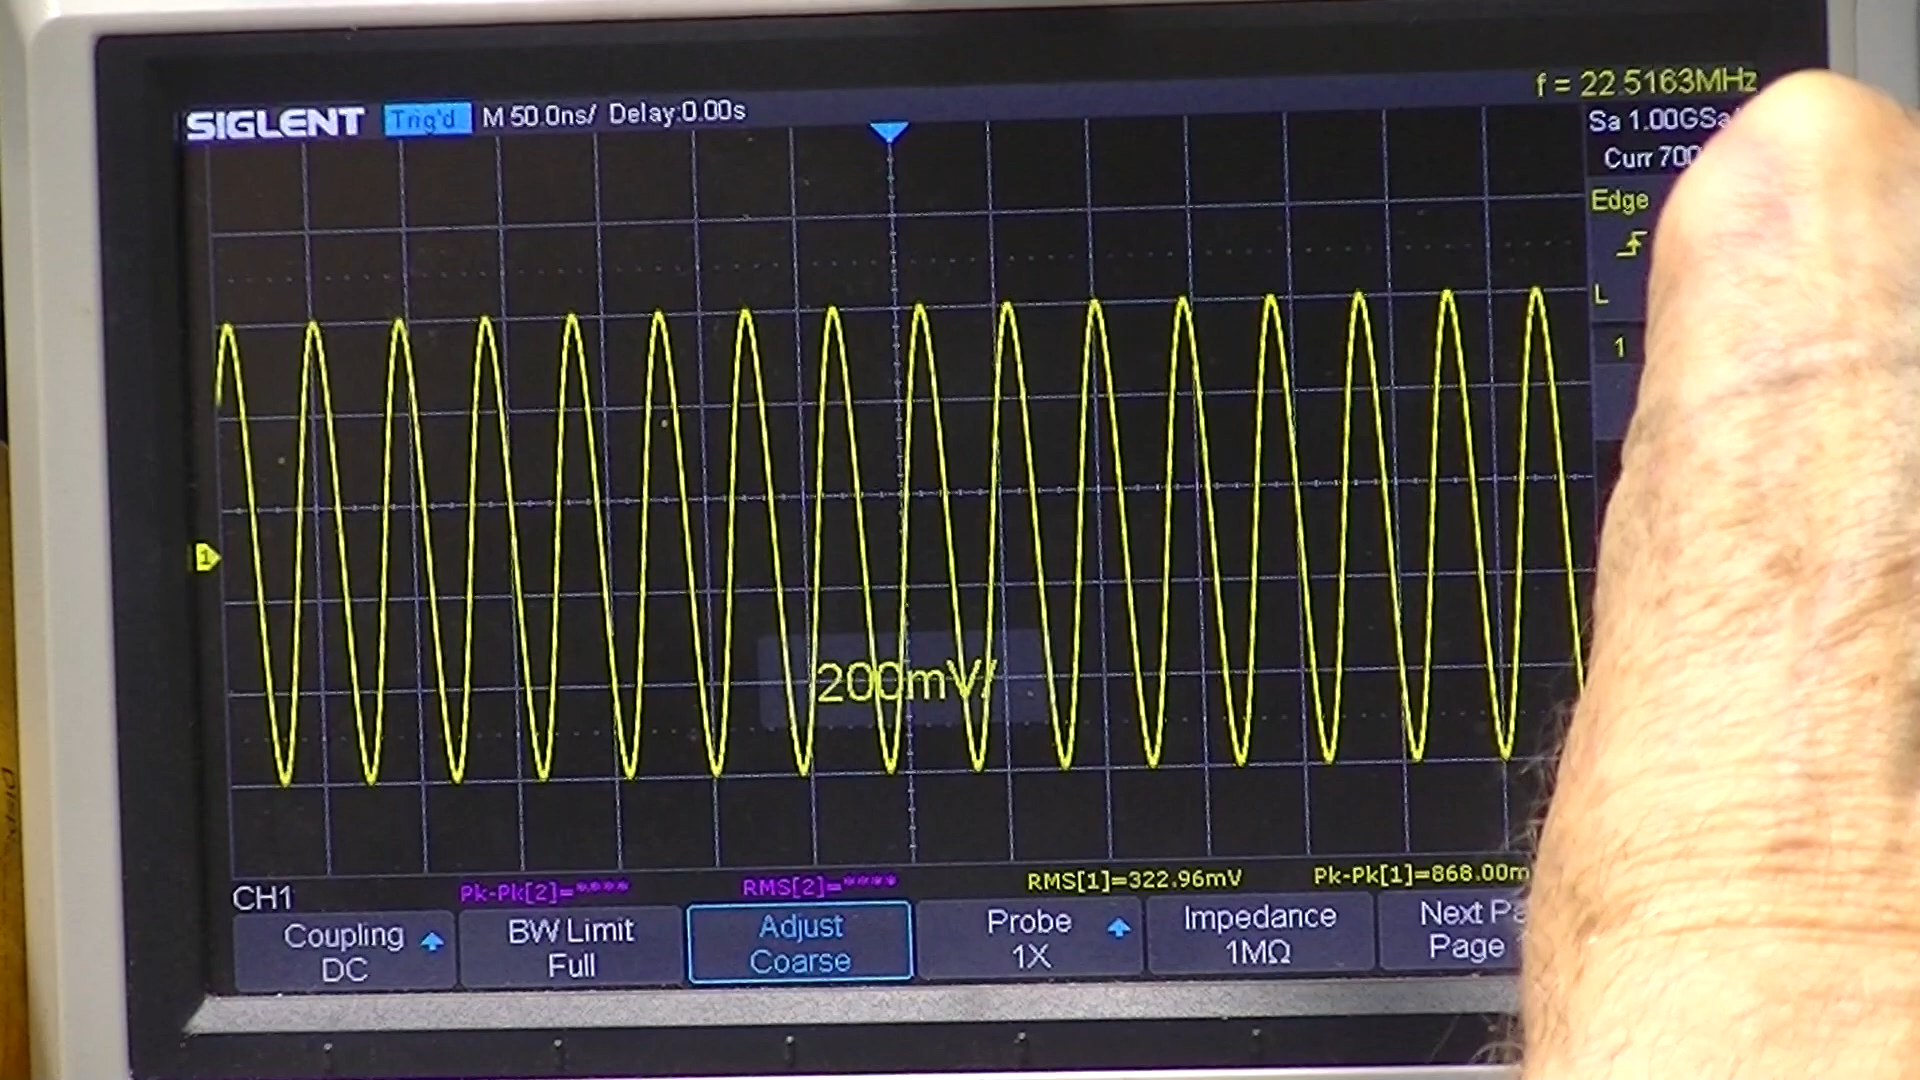 f = 22.5163MHz
SIGLENT Trig'd M 50.0ns/ Delay:0.00s
Sa 1.00GSa/
Curr 700
Edge
L
1
1
200mV/
CH1 Pk-Pk[2]=**** RMS[2]=**** RMS[1]=322.96mV Pk-Pk[1]=868.00m
Coupling BW Limit Adjust Probe Impedance Next Pa
DC Full Coarse 1X 1MΩ Page